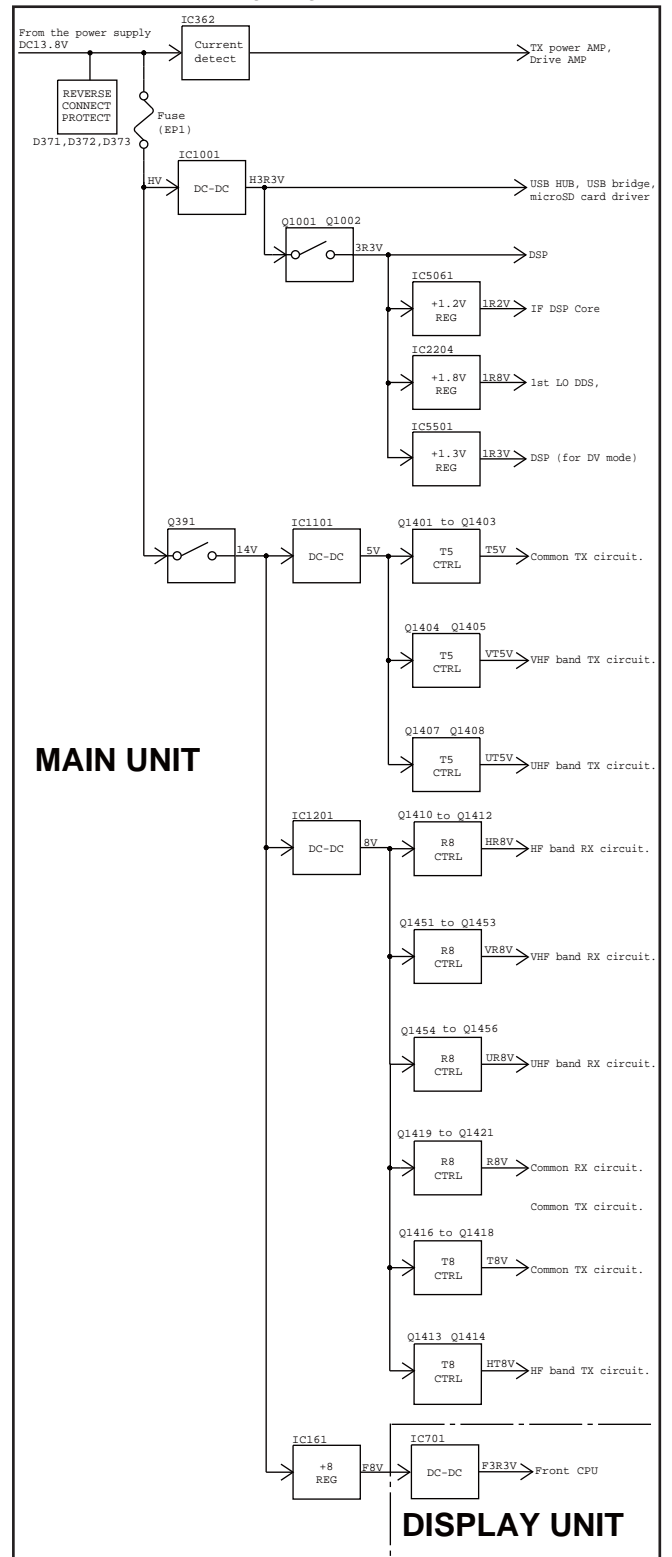 From the power supply
DC13.8V
IC362
Current
detect
TX power AMP,
Drive AMP
REVERSE
CONNECT
PROTECT
D371,D372,D373
Fuse
(EP1)
HV
IC1001
DC-DC
H3R3V
USB HUB, USB bridge,
microSD card driver
Q1001 Q1002
3R3V
DSP
IC5061
+1.2V
REG
1R2V
IF DSP Core
IC2204
+1.8V
REG
1R8V
1st LO DDS,
IC5501
+1.3V
REG
1R3V
DSP (for DV mode)
Q391
14V
IC1101
DC-DC
5V
Q1401 to Q1403
T5
CTRL
T5V
Common TX circuit.
Q1404 Q1405
T5
CTRL
VT5V
VHF band TX circuit.
Q1407 Q1408
T5
CTRL
UT5V
UHF band TX circuit.
MAIN UNIT
IC1201
DC-DC
8V
Q1410 to Q1412
R8
CTRL
HR8V
HF band RX circuit.
Q1451 to Q1453
R8
CTRL
VR8V
VHF band RX circuit.
Q1454 to Q1456
R8
CTRL
UR8V
UHF band RX circuit.
Q1419 to Q1421
R8
CTRL
R8V
Common RX circuit.
Common TX circuit.
Q1416 to Q1418
T8
CTRL
T8V
Common TX circuit.
Q1413 Q1414
T8
CTRL
HT8V
HF band TX circuit.
IC161
+8
REG
F8V
IC701
DC-DC
F3R3V
Front CPU
DISPLAY UNIT